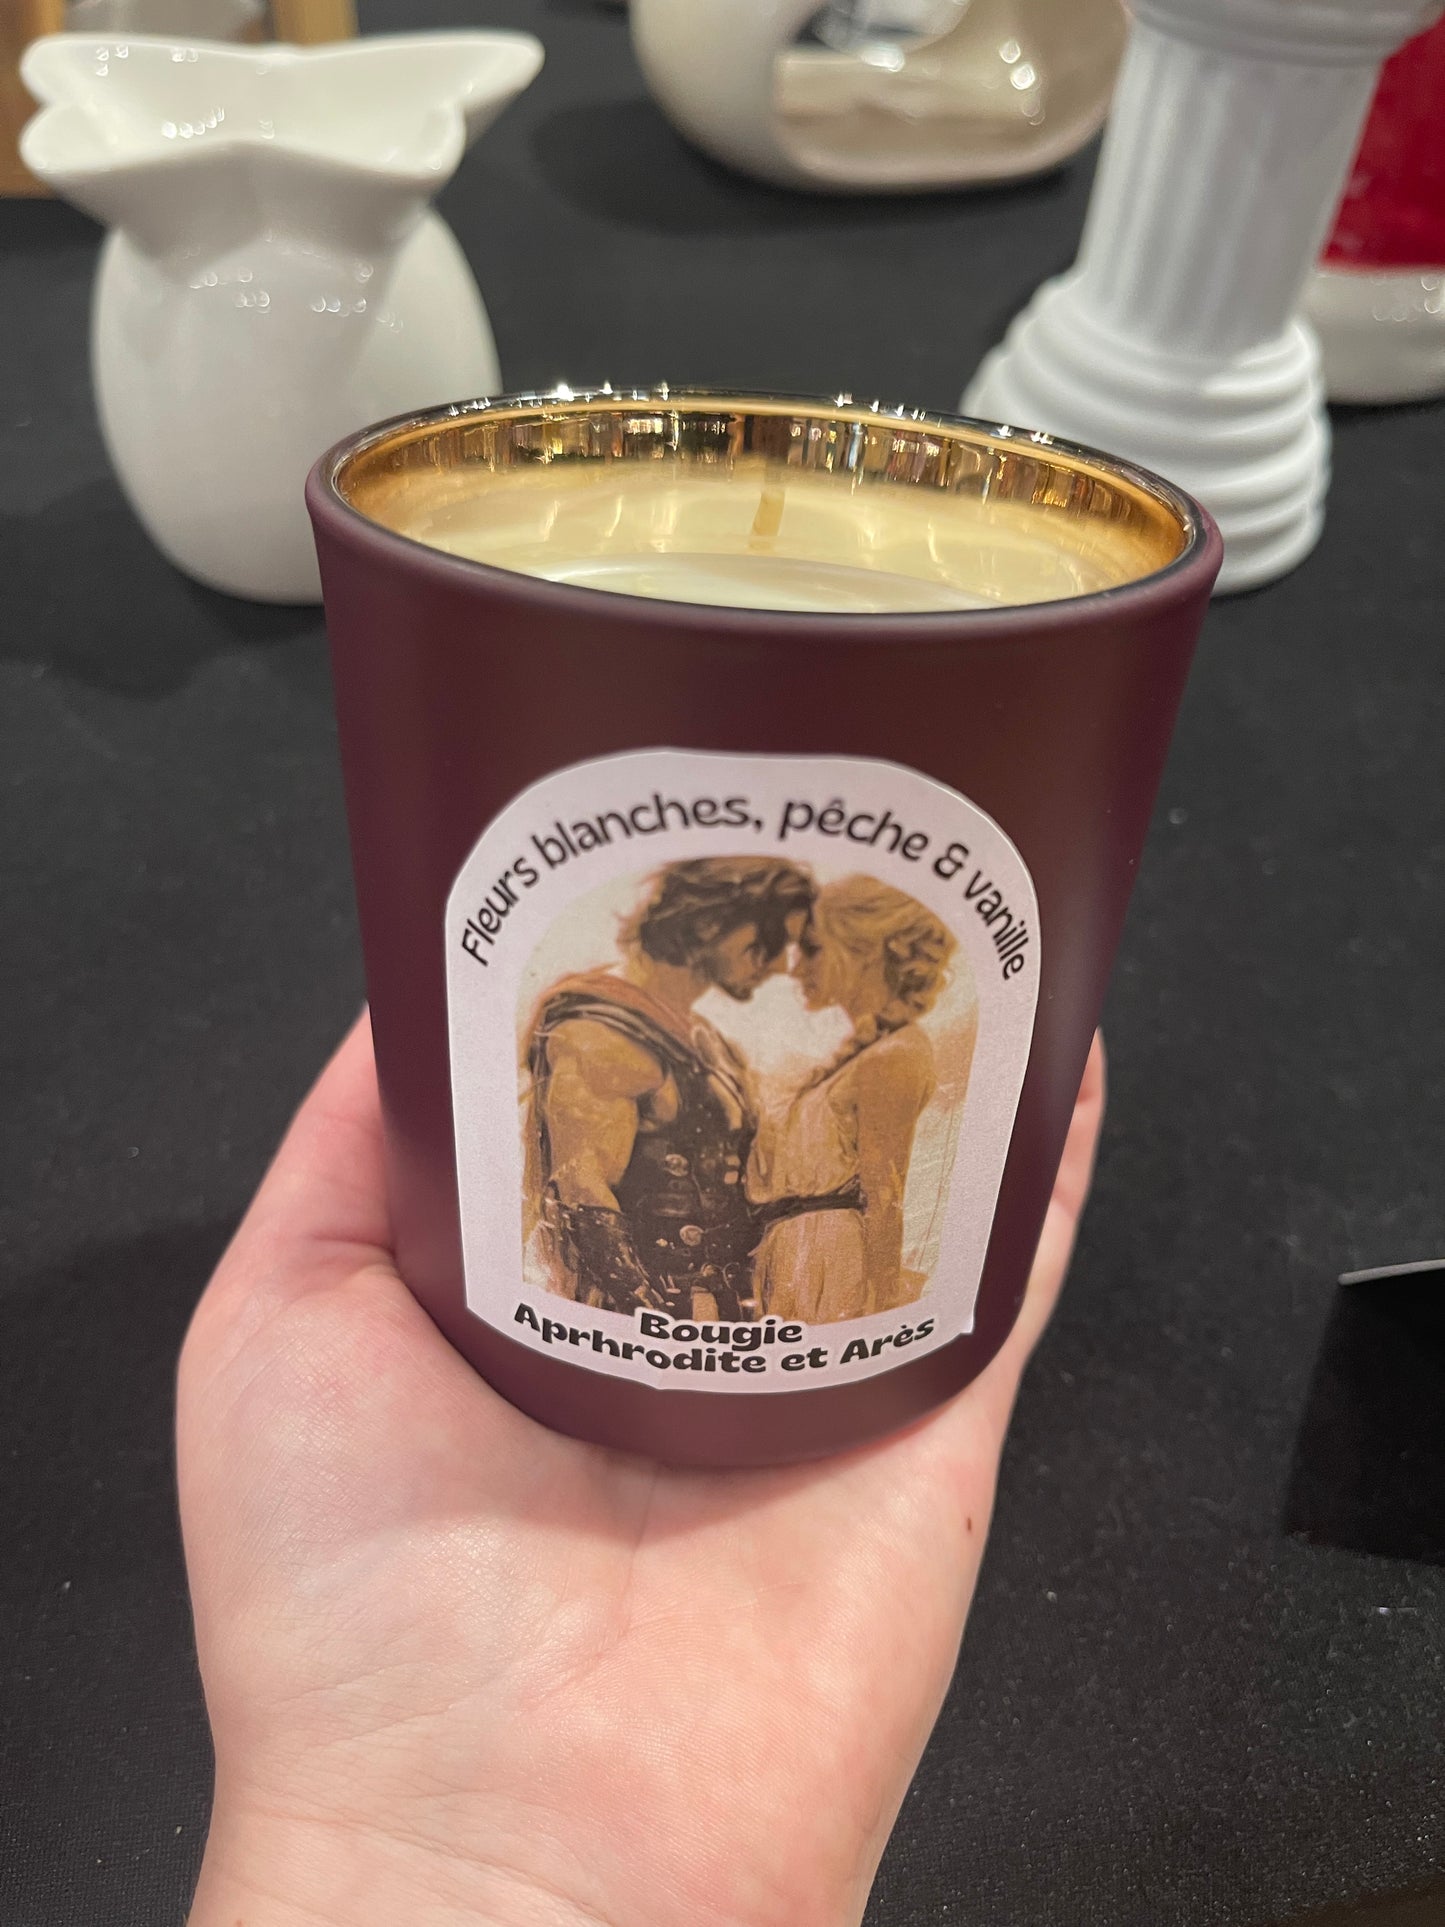 Fleurs blanches, pêche & vanille
Bougie
Aprhrodite et Arès